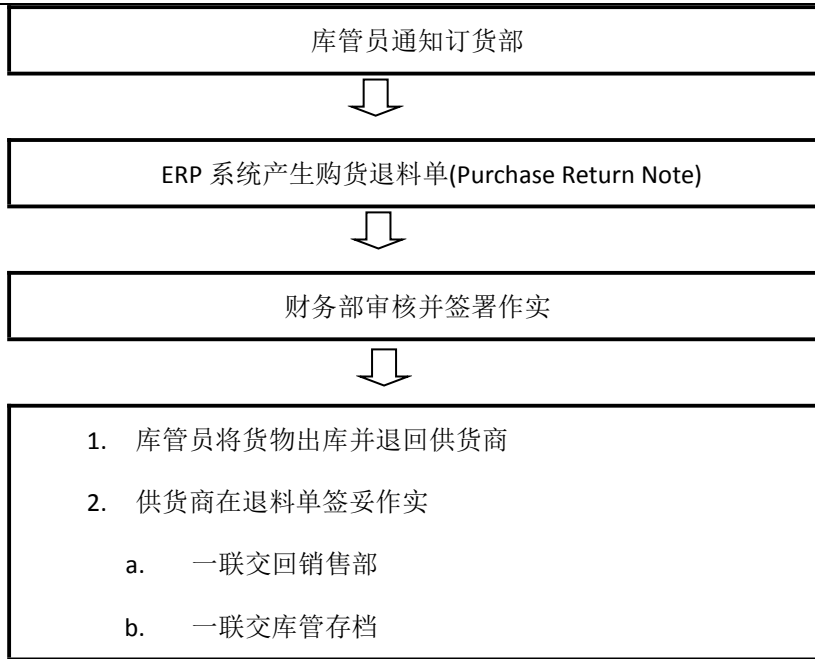 库管员通知订货部
ERP 系统产生购货退料单(Purchase Return Note)
财务部审核并签署作实
1. 库管员将货物出库并退回供货商
2. 供货商在退料单签妥作实
a. 一联交回销售部
b. 一联交库管存档